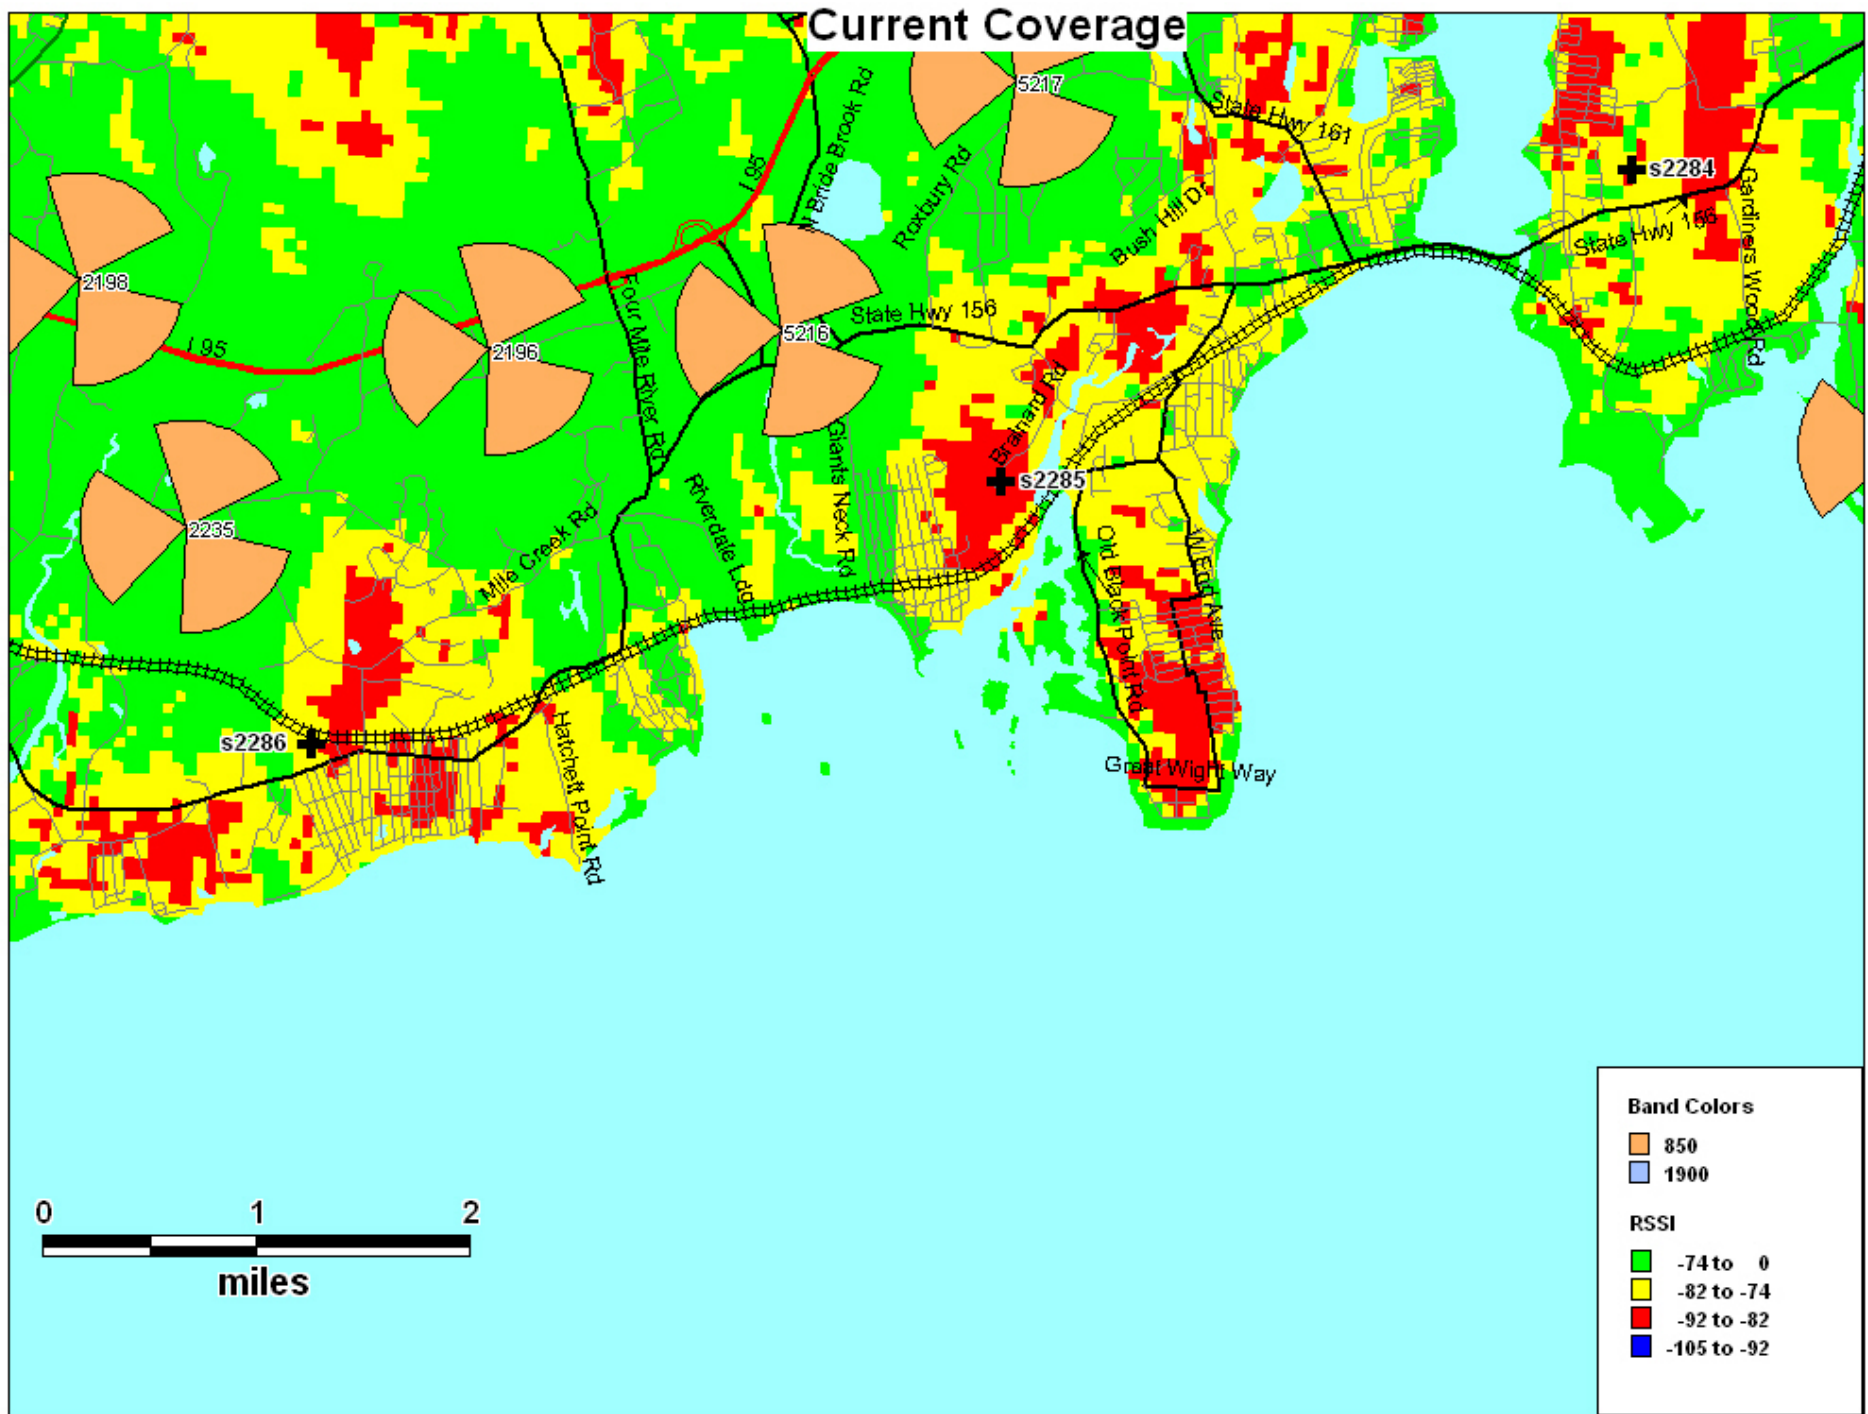 Current Coverage
5217
State Hwy 161
N Bride Brook Rd
I 95
Roxbury Rd
Bush Hill Dr
s2284
Gardiners Wood Rd
State Hwy 156
2198
Four Mile River Rd
State Hwy 156
5216
2196
I 95
Brainard Rd
s2285
Giants Neck Rd
Riverdale Ldg
Mile Creek Rd
2235
Old Black Point Rd
W End Ave
s2286
Hatchett Point Rd
Great Wight Way
Band Colors
850
1900
RSSI
-74 to 0
-82 to -74
-92 to -82
-105 to -92
0 1 2
miles